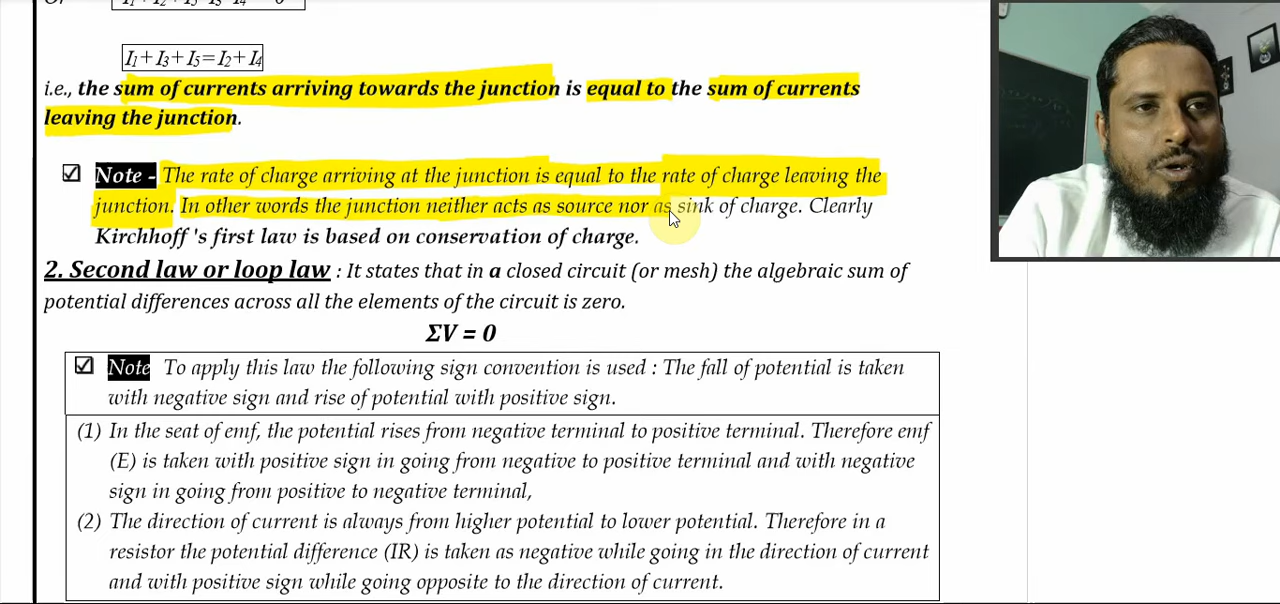 I₁+I₃+I₅=I₂+I₄
i.e., the sum of currents arriving towards the junction is equal to the sum of currents
leaving the junction.
☑ Note - The rate of charge arriving at the junction is equal to the rate of charge leaving the
junction. In other words the junction neither acts as source nor as sink of charge. Clearly
Kirchhoff 's first law is based on conservation of charge.
2. Second law or loop law : It states that in a closed circuit (or mesh) the algebraic sum of
potential differences across all the elements of the circuit is zero.
ΣV = 0
☑ Note To apply this law the following sign convention is used : The fall of potential is taken
with negative sign and rise of potential with positive sign.
(1) In the seat of emf, the potential rises from negative terminal to positive terminal. Therefore emf
(E) is taken with positive sign in going from negative to positive terminal and with negative
sign in going from positive to negative terminal,
(2) The direction of current is always from higher potential to lower potential. Therefore in a
resistor the potential difference (IR) is taken as negative while going in the direction of current
and with positive sign while going opposite to the direction of current.